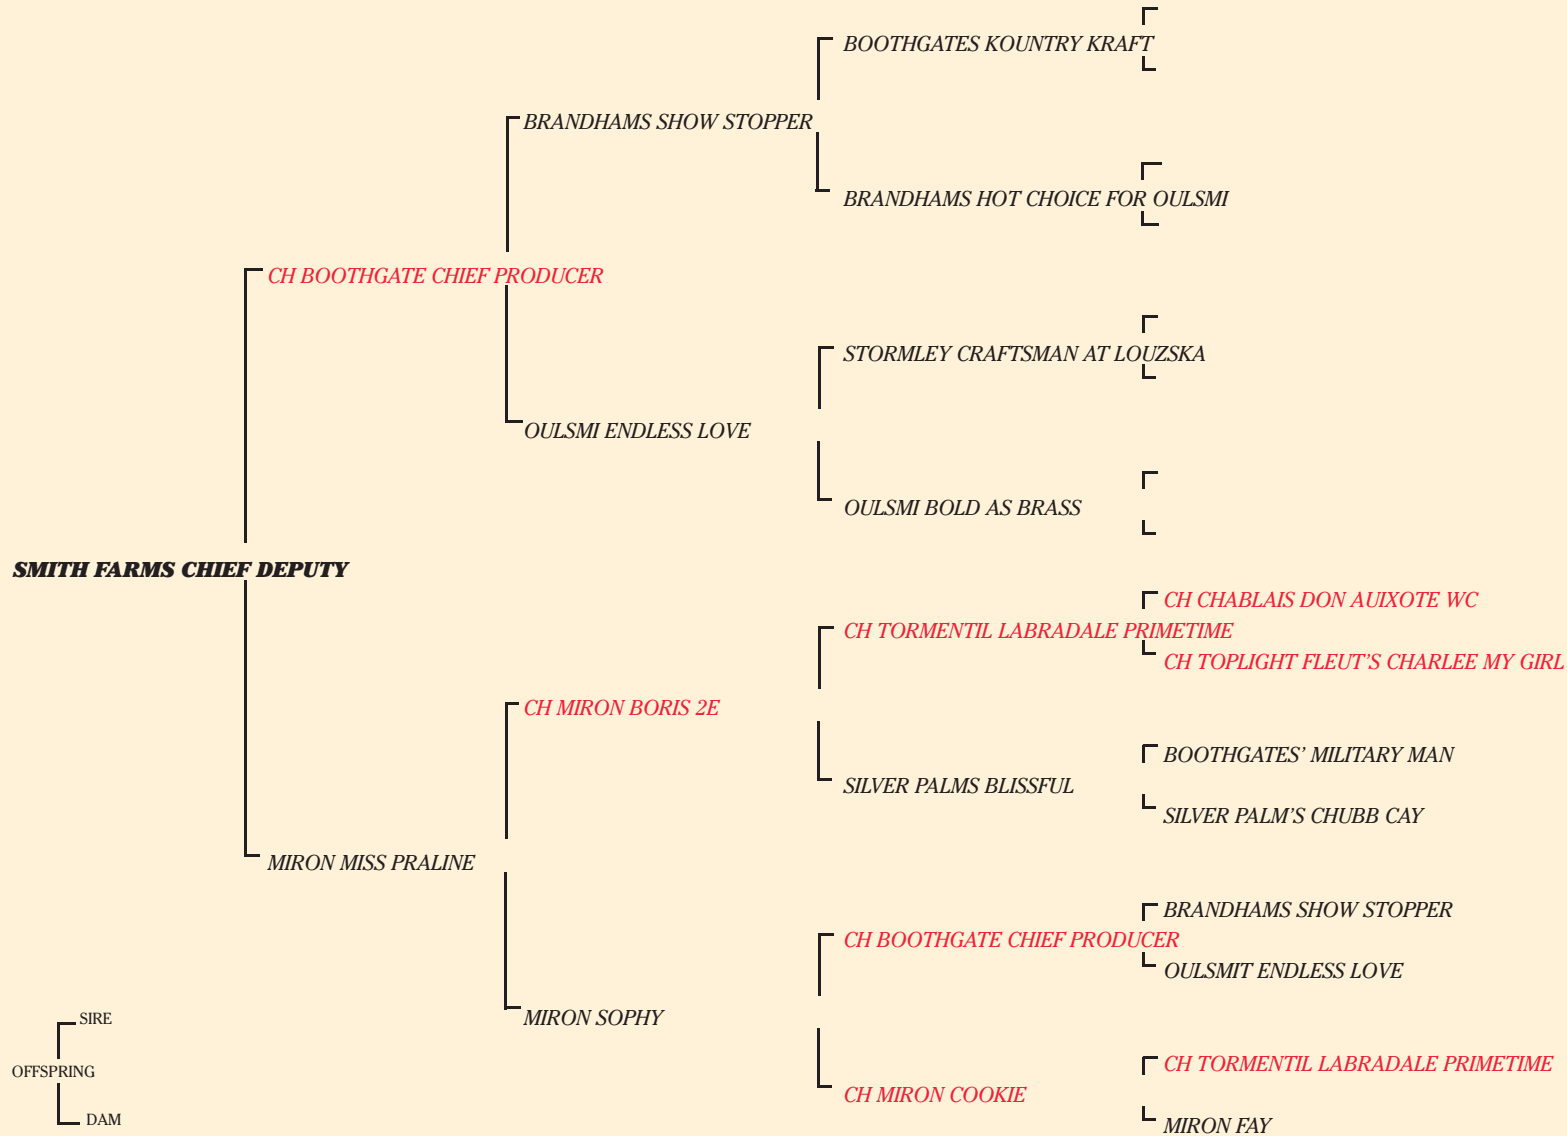 BOOTHGATES KOUNTRY KRAFT
BRANDHAMS SHOW STOPPER
BRANDHAMS HOT CHOICE FOR OULSMI
CH BOOTHGATE CHIEF PRODUCER
STORMLEY CRAFTSMAN AT LOUZSKA
OULSMI ENDLESS LOVE
OULSMI BOLD AS BRASS
SMITH FARMS CHIEF DEPUTY
CH CHABLAIS DON AUIXOTE WC
CH TORMENTIL LABRADALE PRIMETIME
CH TOPLIGHT FLEUT'S CHARLEE MY GIRL
CH MIRON BORIS 2E
BOOTHGATES’ MILITARY MAN
SILVER PALMS BLISSFUL
SILVER PALM'S CHUBB CAY
MIRON MISS PRALINE
BRANDHAMS SHOW STOPPER
CH BOOTHGATE CHIEF PRODUCER
OULSMIT ENDLESS LOVE
MIRON SOPHY
CH TORMENTIL LABRADALE PRIMETIME
CH MIRON COOKIE
MIRON FAY
SIRE
OFFSPRING
DAM